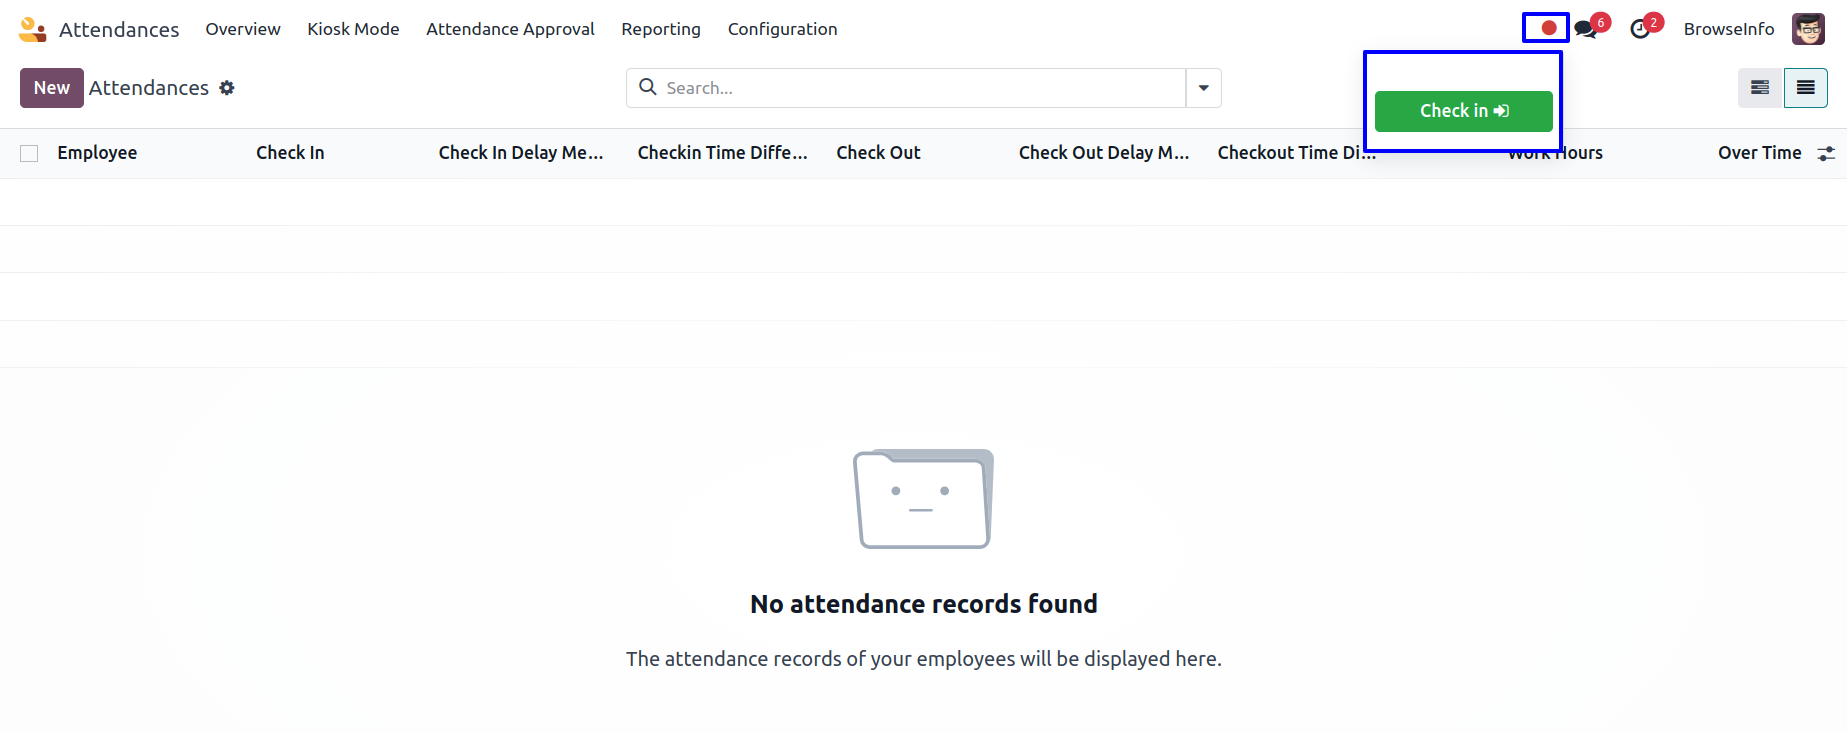 Attendances Overview Kiosk Mode Attendance Approval Reporting Configuration 6 2 BrowseInfo
New Attendances Search...
Check in
Employee Check In Check In Delay Me... Checkin Time Diffe... Check Out Check Out Delay M... Checkout Time Di... Work Hours Over Time
No attendance records found
The attendance records of your employees will be displayed here.